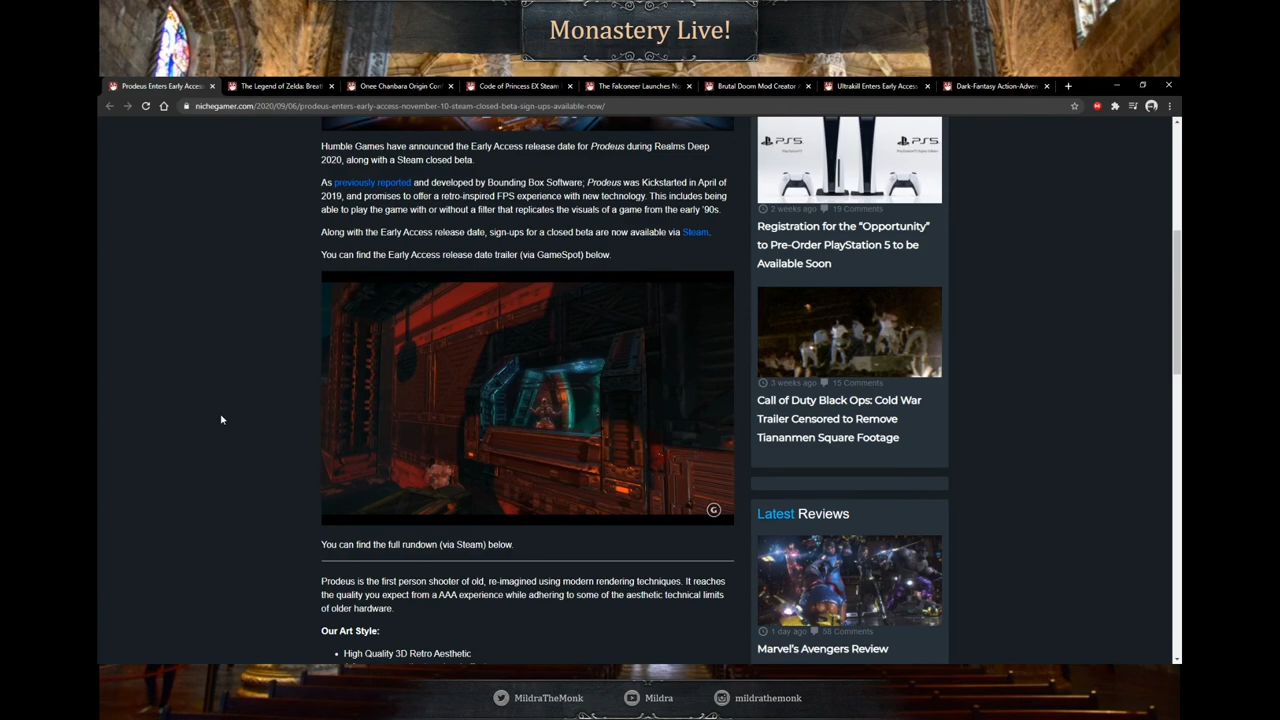 Monastery Live!
Prodeus Enters Early Access
The Legend of Zelda: Breath
Onee Chanbara Origin Con
Code of Princess EX Steam
The Falconeer Launches No
Brutal Doom Mod Creator
Ultrakill Enters Early Access
Dark-Fantasy Action-Adven
nichegamer.com/2020/09/06/prodeus-enters-early-access-november-10-steam-closed-beta-sign-ups-available-now/
Humble Games have announced the Early Access release date for Prodeus during Realms Deep
2020, along with a Steam closed beta.
As previously reported and developed by Bounding Box Software; Prodeus was Kickstarted in April of
2019, and promises to offer a retro-inspired FPS experience with new technology. This includes being
able to play the game with or without a filter that replicates the visuals of a game from the early '90s.
Along with the Early Access release date, sign-ups for a closed beta are now available via Steam.
You can find the Early Access release date trailer (via GameSpot) below.
G
You can find the full rundown (via Steam) below.
Prodeus is the first person shooter of old, re-imagined using modern rendering techniques. It reaches
the quality you expect from a AAA experience while adhering to some of the aesthetic technical limits
of older hardware.
Our Art Style:
• High Quality 3D Retro Aesthetic
PS5
PS5
2 weeks ago 19 Comments
Registration for the “Opportunity”
to Pre-Order PlayStation 5 to be
Available Soon
3 weeks ago 15 Comments
Call of Duty Black Ops: Cold War
Trailer Censored to Remove
Tiananmen Square Footage
Latest Reviews
1 day ago 58 Comments
Marvel's Avengers Review
MildraTheMonk
Mildra
mildrathemonk